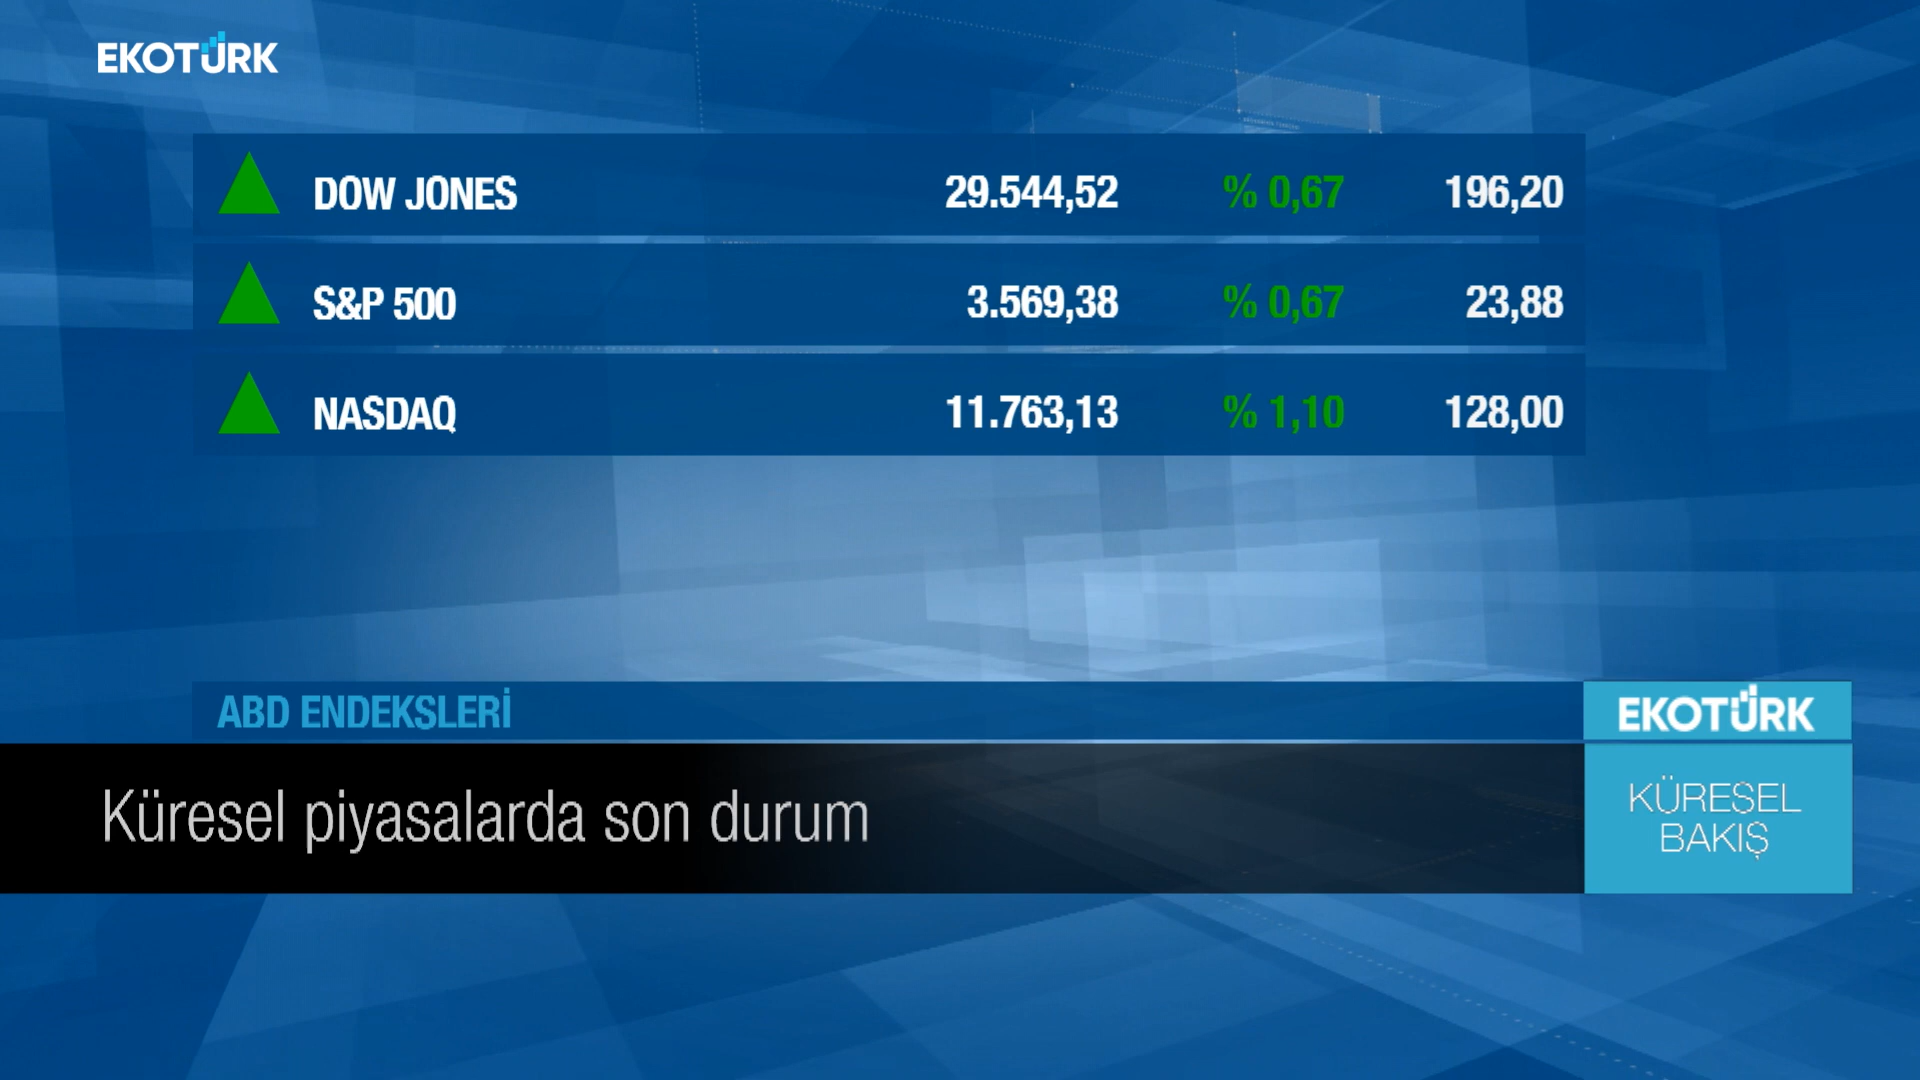 EKOTÜRK
DOW JONES 29.544,52 % 0,67 196,20
S&P 500 3.569,38 % 0,67 23,88
NASDAQ 11.763,13 % 1,10 128,00
ABD ENDEKSLERİ
EKOTÜRK
Küresel piyasalarda son durum
KÜRESEL
BAKIŞ